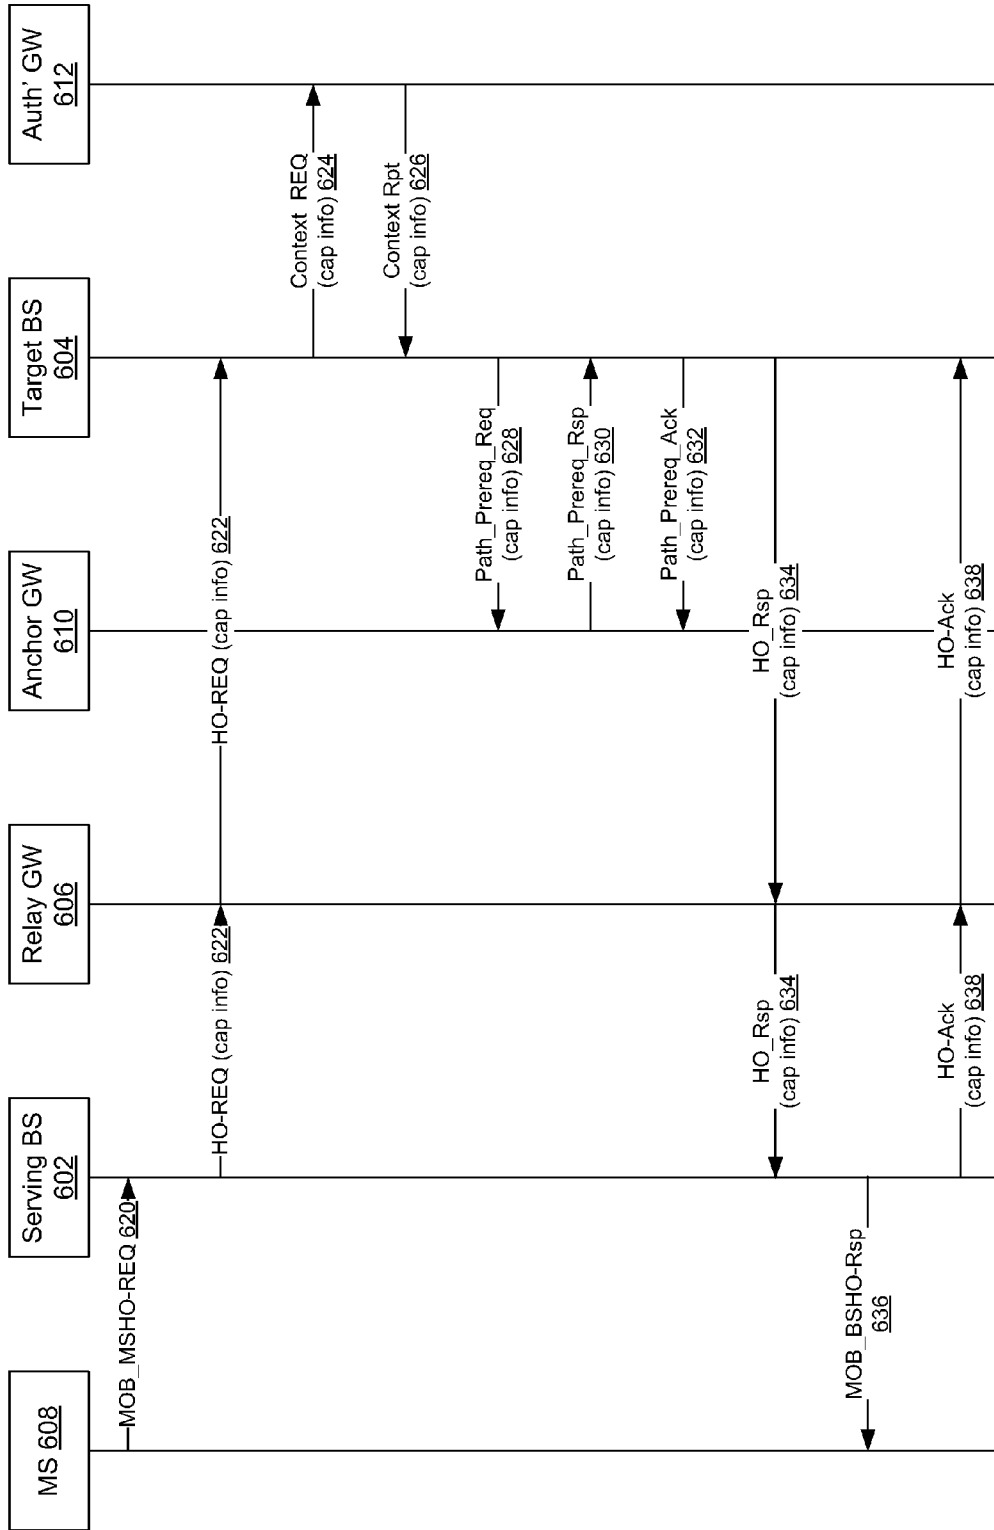 MS 608
Serving BS
602
Relay GW
606
Anchor GW
610
Target BS
604
Auth' GW
612
MOB_MSHO-REQ 620
HO-REQ (cap info) 622
HO-REQ (cap info) 622
Context_REQ
(cap info) 624
Context Rpt
(cap info) 626
Path_Prereq_Req
(cap info) 628
Path_Prereq_Rsp
(cap info) 630
Path_Prereq_Ack
(cap info) 632
HO_Rsp
(cap info) 634
HO_Rsp
(cap info) 634
MOB_BSHO-Rsp
636
HO-Ack
(cap info) 638
HO-Ack
(cap info) 638